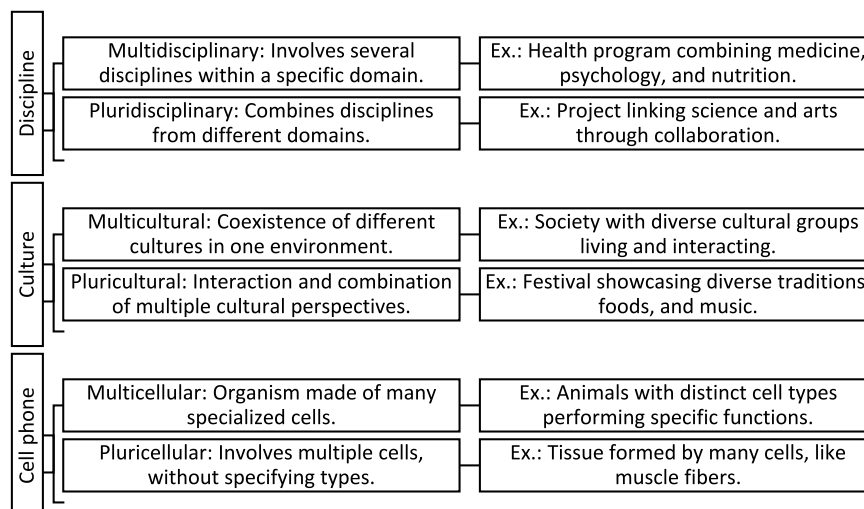 Discipline
Multidisciplinary: Involves several
disciplines within a specific domain.
Ex.: Health program combining medicine,
psychology, and nutrition.
Pluridisciplinary: Combines disciplines
from different domains.
Ex.: Project linking science and arts
through collaboration.
Culture
Multicultural: Coexistence of different
cultures in one environment.
Ex.: Society with diverse cultural groups
living and interacting.
Pluricultural: Interaction and combination
of multiple cultural perspectives.
Ex.: Festival showcasing diverse traditions
foods, and music.
Cell phone
Multicellular: Organism made of many
specialized cells.
Ex.: Animals with distinct cell types
performing specific functions.
Pluricellular: Involves multiple cells,
without specifying types.
Ex.: Tissue formed by many cells, like
muscle fibers.